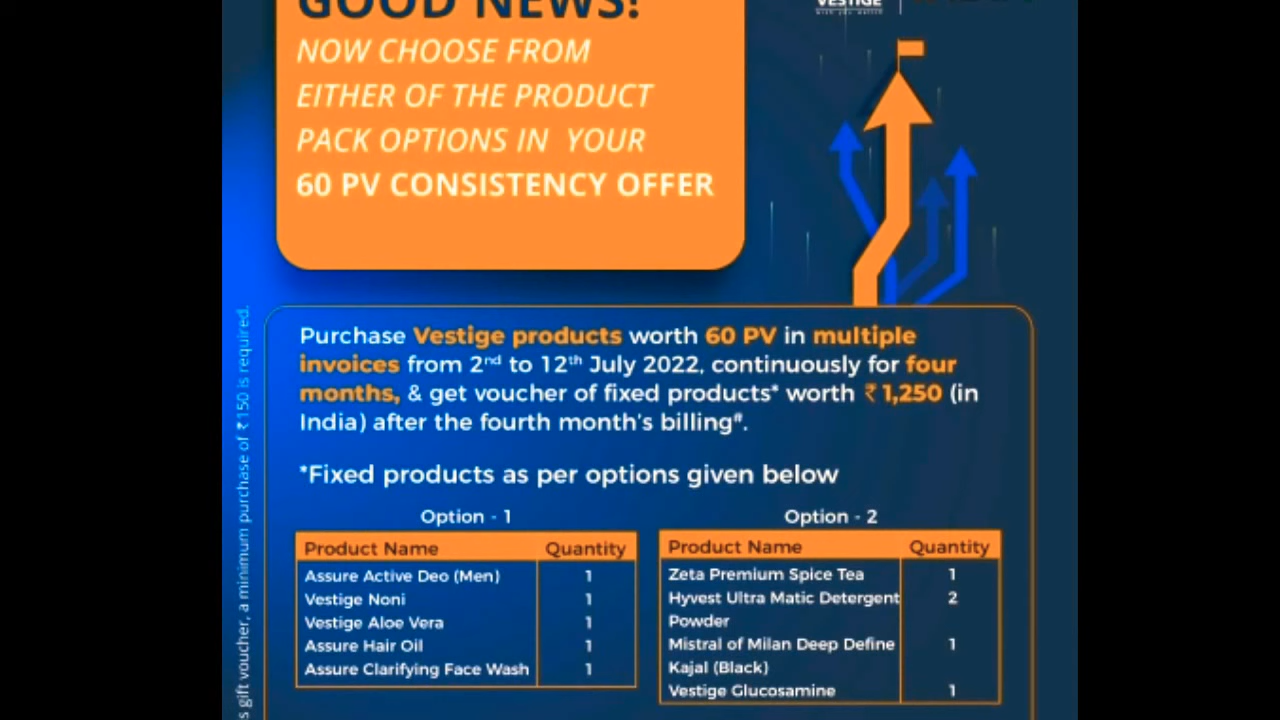 GOOD NEWS!
VESTIGE
NOW CHOOSE FROM
EITHER OF THE PRODUCT
PACK OPTIONS IN YOUR
60 PV CONSISTENCY OFFER
Purchase Vestige products worth 60 PV in multiple
invoices from 2nd to 12th July 2022, continuously for four
months, & get voucher of fixed products* worth ₹ 1,250 (in
India) after the fourth month's billing#.
*Fixed products as per options given below
Option - 1
Product Name Quantity
Assure Active Deo (Men) 1
Vestige Noni 1
Vestige Aloe Vera 1
Assure Hair Oil 1
Assure Clarifying Face Wash 1
Option - 2
Product Name Quantity
Zeta Premium Spice Tea 1
Hyvest Ultra Matic Detergent 2
Powder
Mistral of Milan Deep Define 1
Kajal (Black)
Vestige Glucosamine 1
s gift voucher, a minimum purchase of ₹ 150 is required.